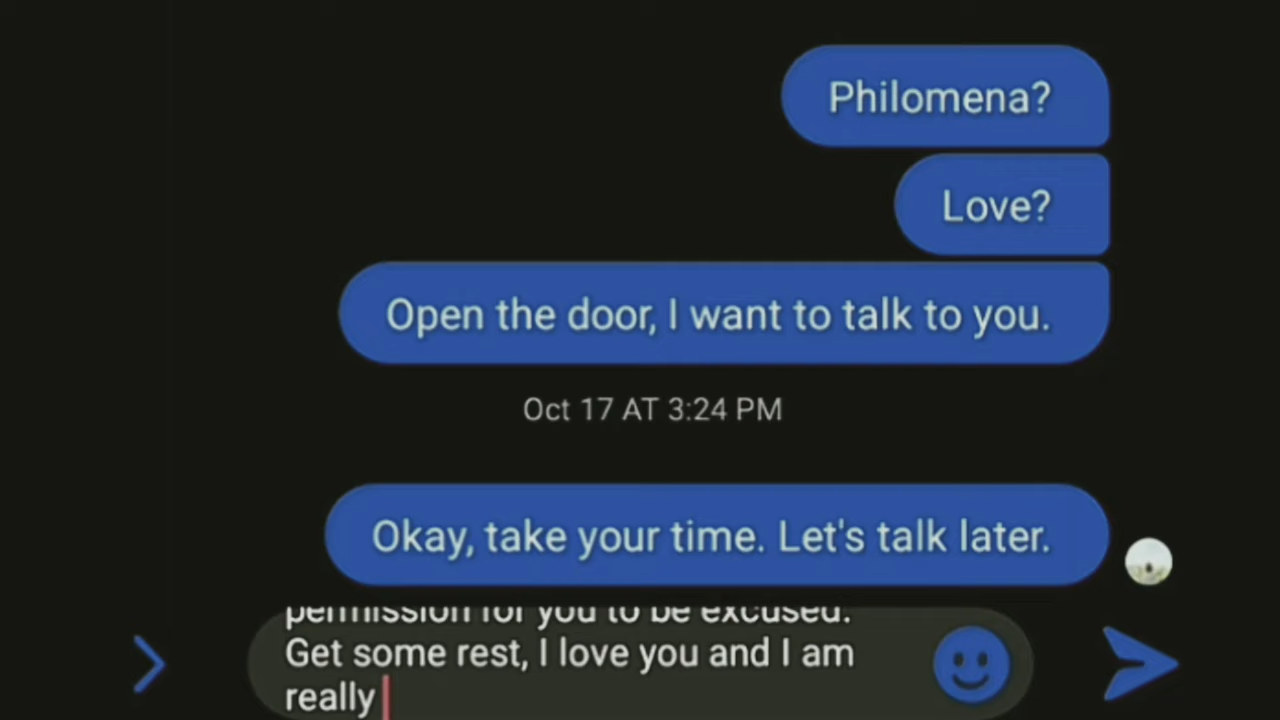 Philomena?
Love?
Open the door, I want to talk to you.
Oct 17 AT 3:24 PM
Okay, take your time. Let's talk later.
permission for you to be excused.
Get some rest, I love you and I am
really